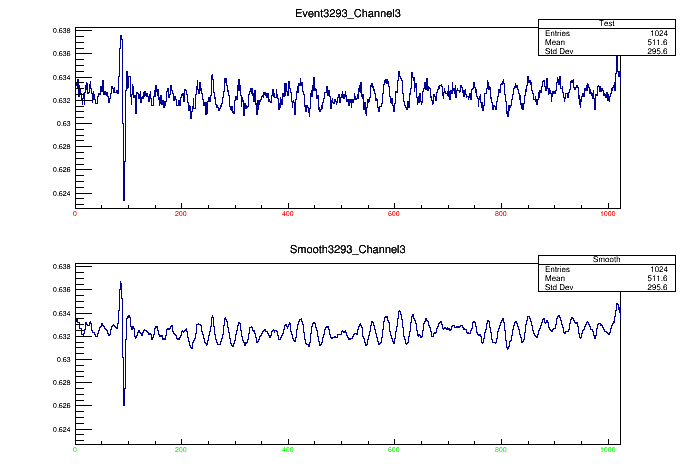 Event3293_Channel3
Test
Entries 1024
Mean 511.6
Std Dev 295.6
0.638
0.636
0.634
0.632
0.63
0.628
0.626
0.624
0 200 400 600 800 1000
Smooth3293_Channel3
Smooth
Entries 1024
Mean 511.6
Std Dev 295.6
0.638
0.636
0.634
0.632
0.63
0.628
0.626
0.624
0 200 400 600 800 1000